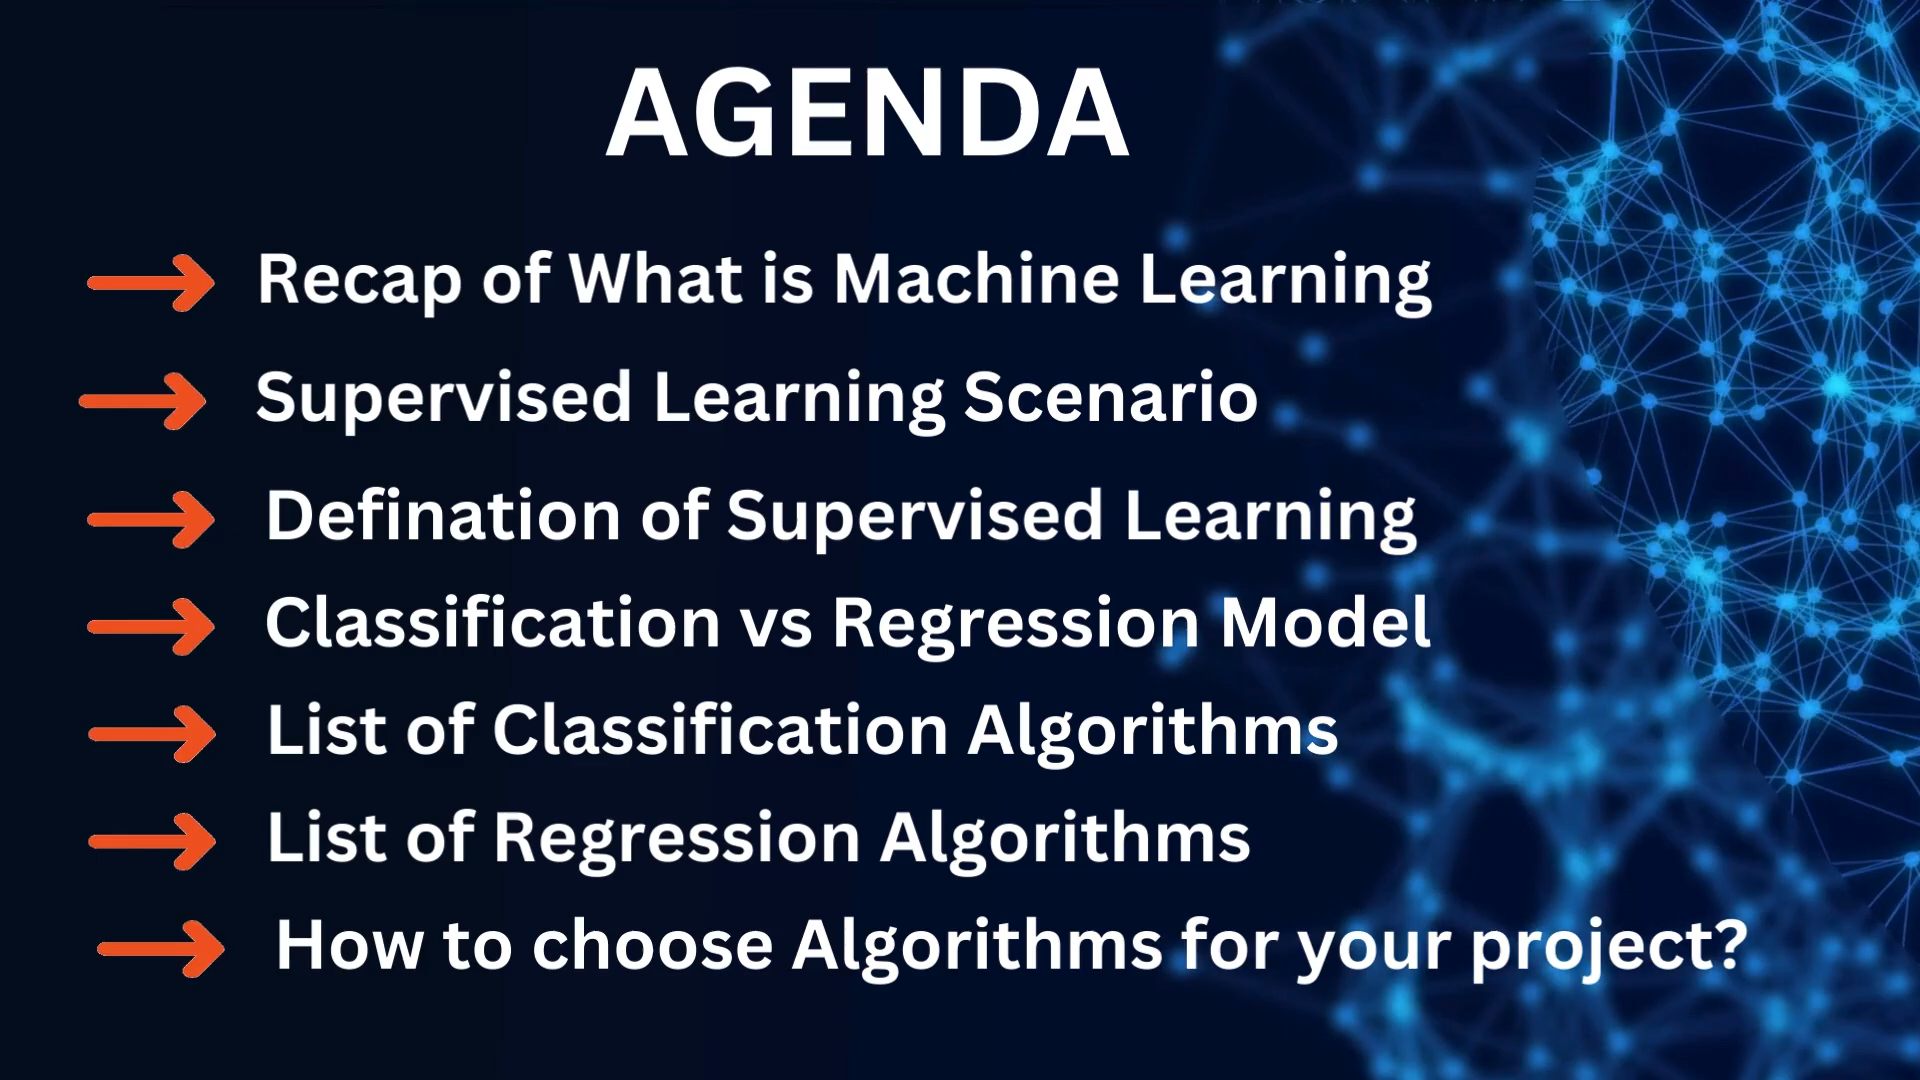 AGENDA
Recap of What is Machine Learning
Supervised Learning Scenario
Defination of Supervised Learning
Classification vs Regression Model
List of Classification Algorithms
List of Regression Algorithms
How to choose Algorithms for your project?